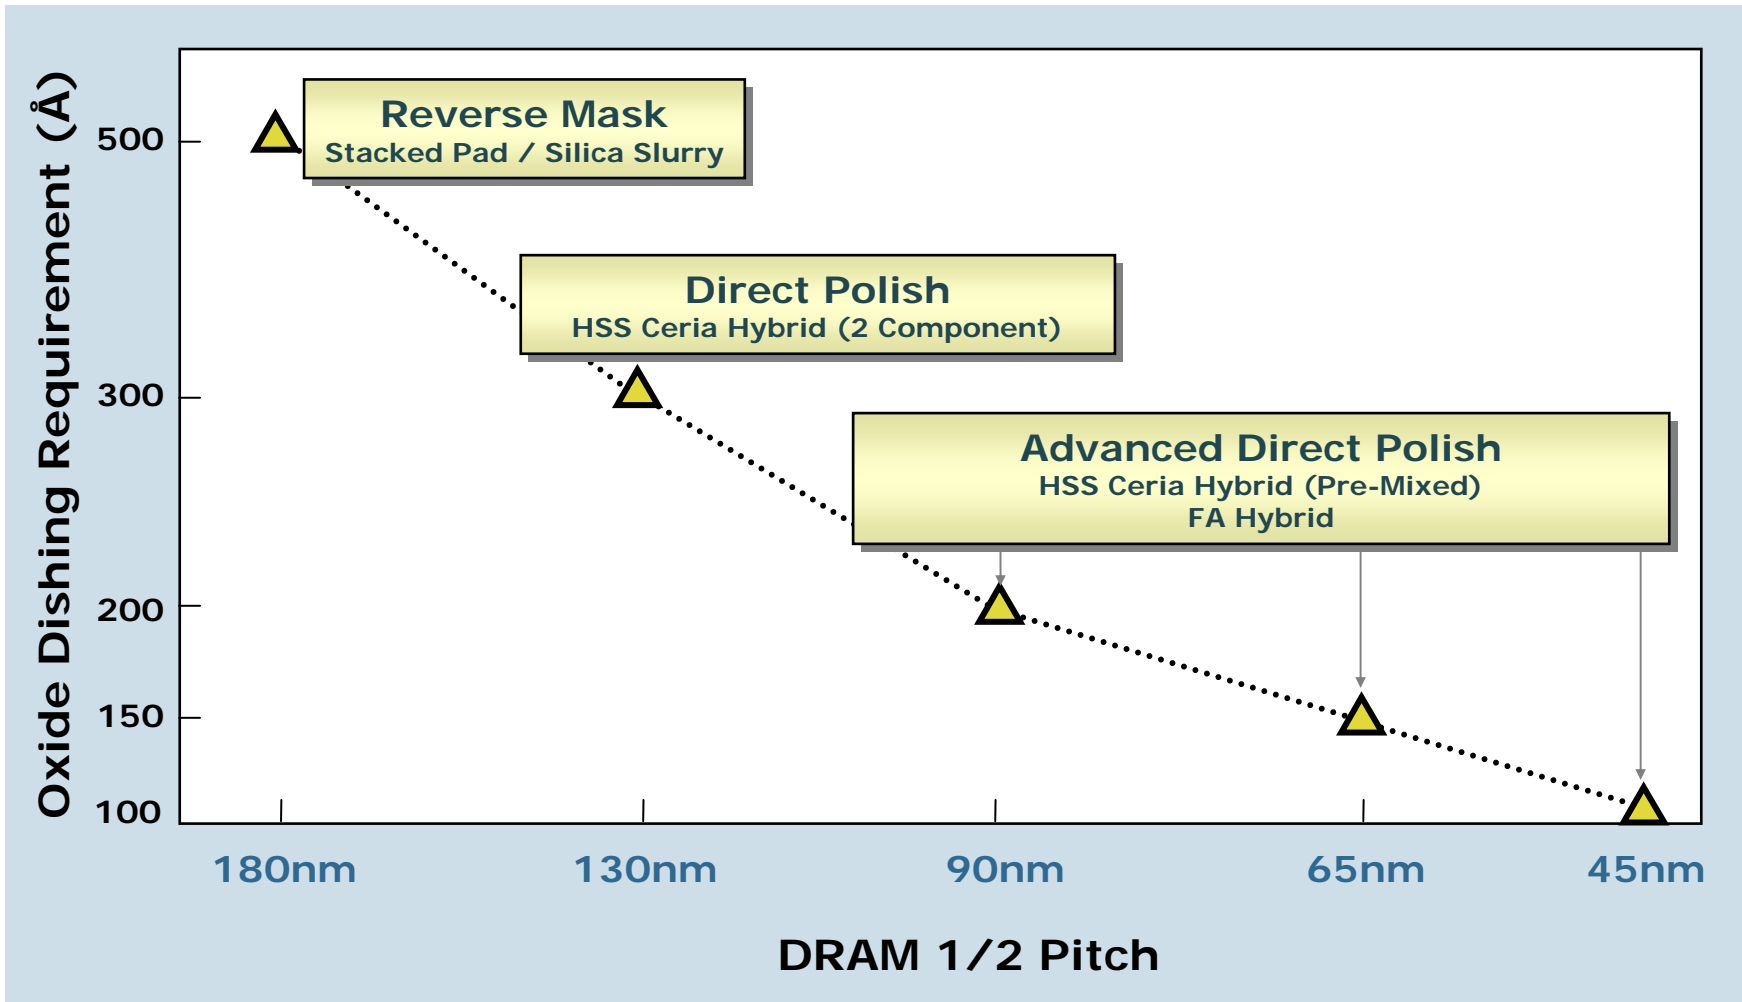 Oxide Dishing Requirement (Å)
500
300
200
150
100
Reverse Mask
Stacked Pad / Silica Slurry
Direct Polish
HSS Ceria Hybrid (2 Component)
Advanced Direct Polish
HSS Ceria Hybrid (Pre-Mixed)
FA Hybrid
180nm
130nm
90nm
65nm
45nm
DRAM 1/2 Pitch